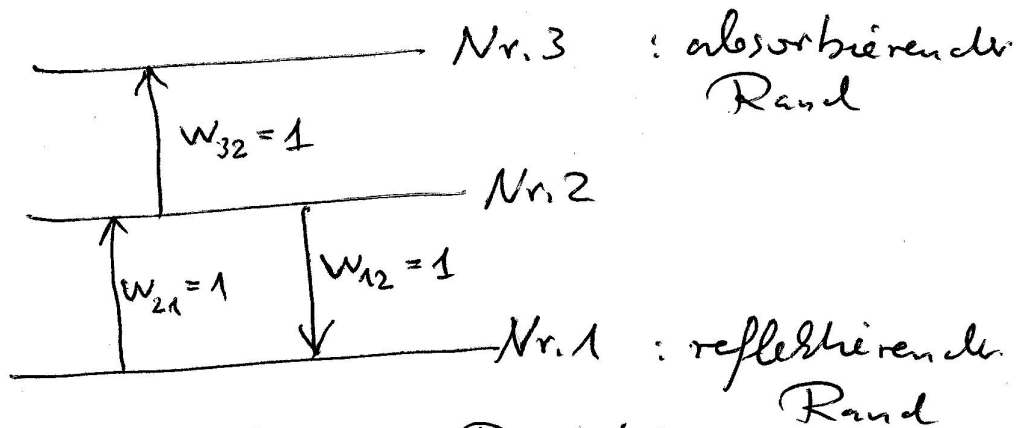 Nr. 3 : absorbierender
Rand
w₃₂ = 1
Nr. 2
w₂₁ = 1
w₁₂ = 1
Nr. 1 : reflektierender
Rand